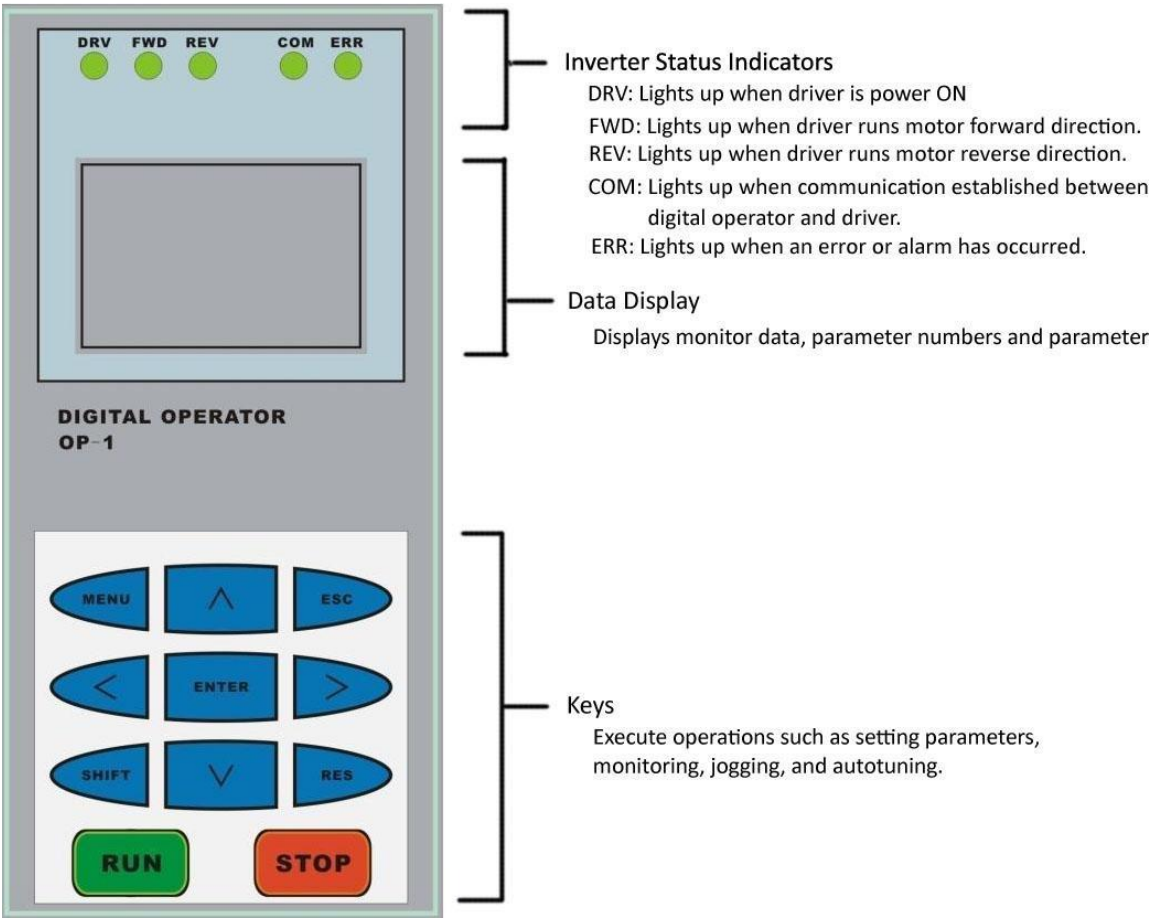 DRV FWD REV COM ERR
DIGITAL OPERATOR
OP-1
MENU ∧ ESC
< ENTER >
SHIFT ∨ RES
RUN STOP
Inverter Status Indicators
DRV: Lights up when driver is power ON
FWD: Lights up when driver runs motor forward direction.
REV: Lights up when driver runs motor reverse direction.
COM: Lights up when communication established between
digital operator and driver.
ERR: Lights up when an error or alarm has occurred.
Data Display
Displays monitor data, parameter numbers and parameter
Keys
Execute operations such as setting parameters,
monitoring, jogging, and autotuning.